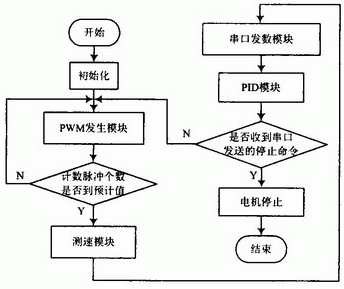 开始
初始化
PWM发生模块
计数脉冲个数
是否到预计值
N
Y
测速模块
串口发数模块
PID模块
是否收到串口
发送的停止命令
N
Y
电机停止
结束